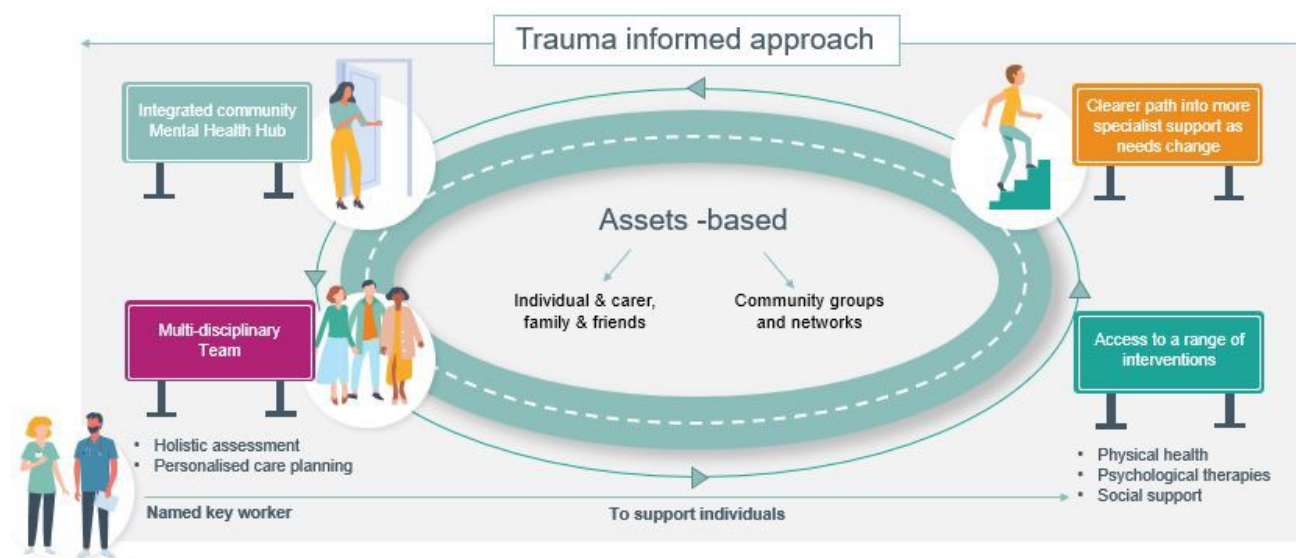 Trauma informed approach
Integrated community
Mental Health Hub
Clearer path into more
specialist support as
needs change
Assets -based
Individual & carer,
family & friends
Community groups
and networks
Multi-disciplinary
Team
Access to a range of
interventions
• Holistic assessment
• Personalised care planning
• Physical health
• Psychological therapies
• Social support
Named key worker
To support individuals